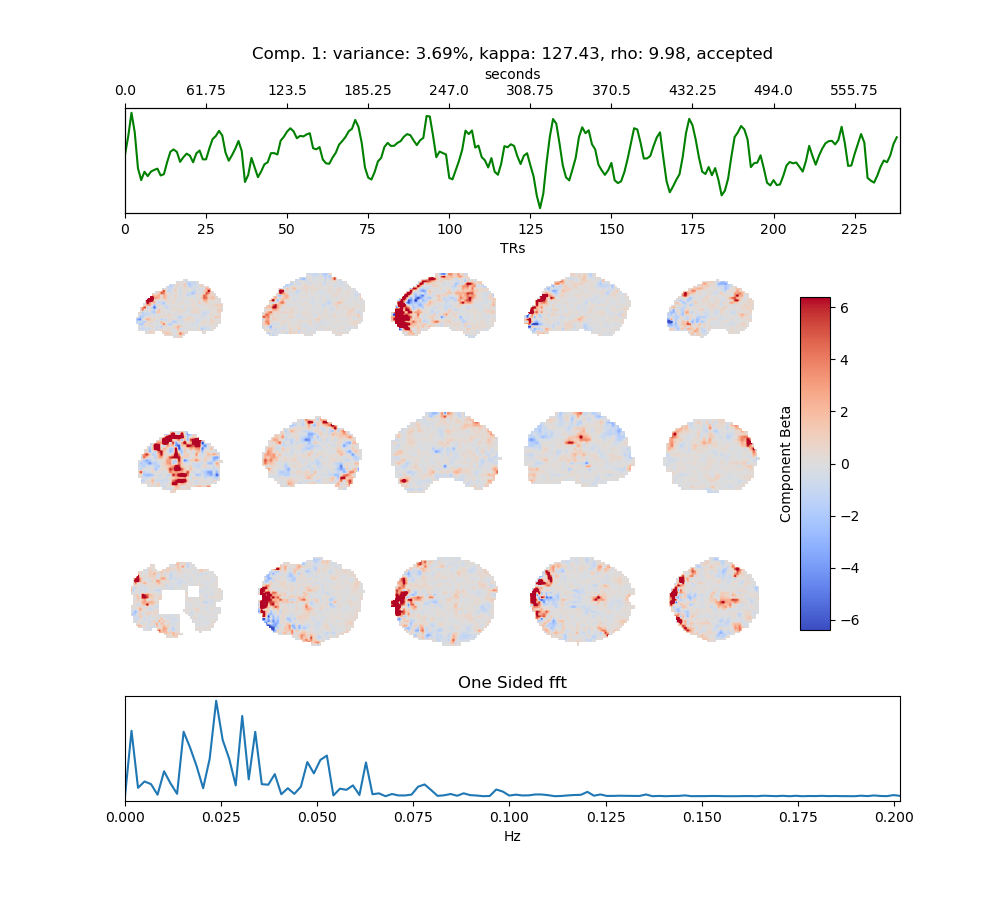 Comp. 1: variance: 3.69%, kappa: 127.43, rho: 9.98, accepted
seconds
0.0 61.75 123.5 185.25 247.0 308.75 370.5 432.25 494.0 555.75
0 25 50 75 100 125 150 175 200 225
TRs
6
4
2
0
−2
−4
−6
Component Beta
One Sided fft
0.000 0.025 0.050 0.075 0.100 0.125 0.150 0.175 0.200
Hz